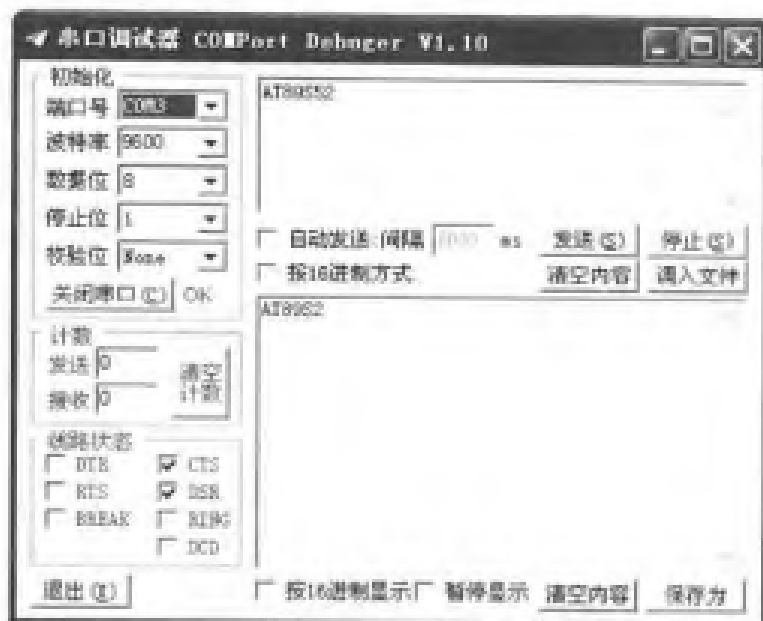 串口调试器 COMPort Debuger V1.10
初始化
端口号 COM3
波特率 9600
数据位 8
停止位 1
校验位 None
关闭串口(C) OK
计数
发送 0
接收 0
清空
计数
线路状态
DTR CTS
RTS DSR
BREAK RING
DCD
退出(X)
AT89S52
自动发送:间隔 ms 发送(S) 停止(S)
按16进制方式 清空内容 调入文件
AT89S2
按16进制显示 暂停显示 清空内容 保存为